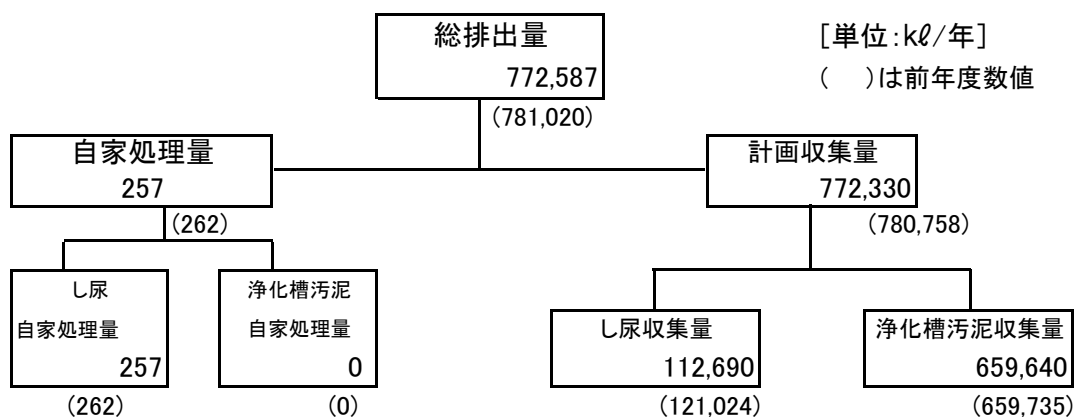 総排出量
772,587
(781,020)
[単位:kℓ/年]
(　)は前年度数値
自家処理量
257
(262)
計画収集量
772,330
(780,758)
し尿
自家処理量
257
(262)
浄化槽汚泥
自家処理量
0
(0)
し尿収集量
112,690
(121,024)
浄化槽汚泥収集量
659,640
(659,735)